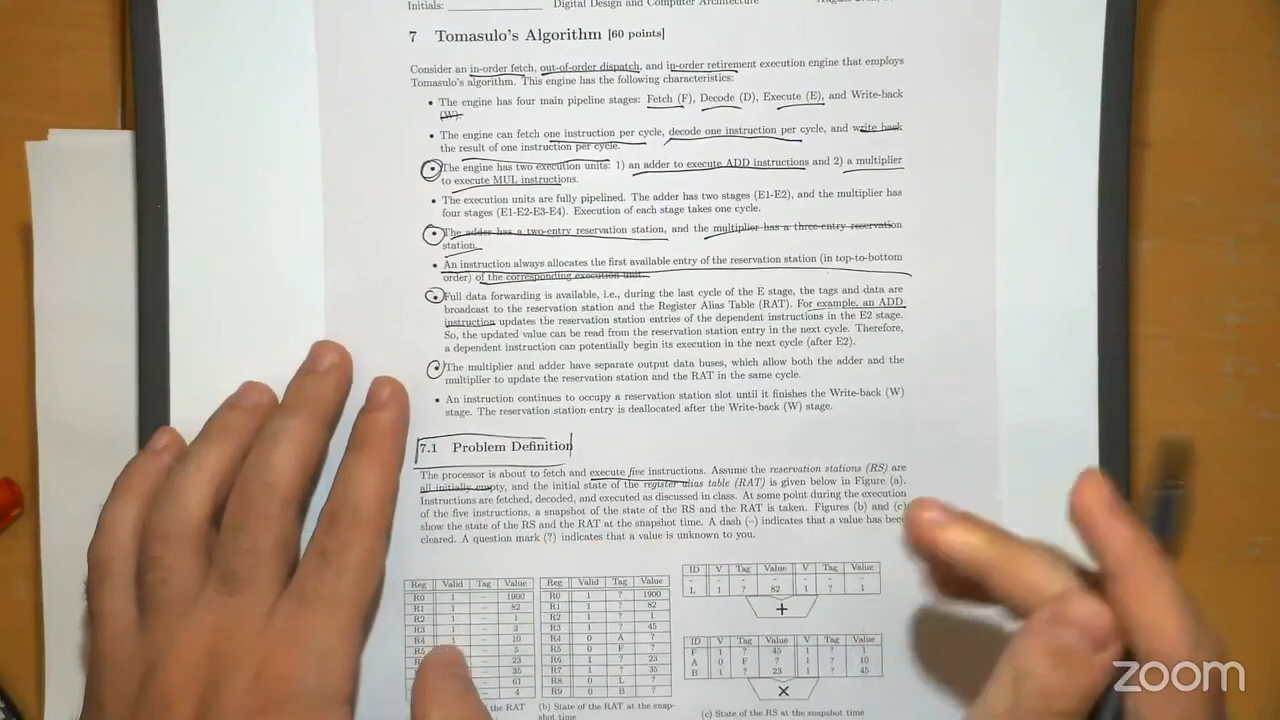 Initials: Digital Design and Computer Architecture
7 Tomasulo's Algorithm [60 points]
Consider an in-order fetch, out-of-order dispatch, and in-order retirement execution engine that employs
Tomasulo's algorithm. This engine has the following characteristics:
• The engine has four main pipeline stages: Fetch (F), Decode (D), Execute (E), and Write-back
(W).
• The engine can fetch one instruction per cycle, decode one instruction per cycle, and write back
the result of one instruction per cycle.
• The engine has two execution units: 1) an adder to execute ADD instructions and 2) a multiplier
to execute MUL instructions.
• The execution units are fully pipelined. The adder has two stages (E1-E2), and the multiplier has
four stages (E1-E2-E3-E4). Execution of each stage takes one cycle.
• The adder has a two-entry reservation station, and the multiplier has a three-entry reservation
station.
• An instruction always allocates the first available entry of the reservation station (in top-to-bottom
order) of the corresponding execution unit.
• Full data forwarding is available, i.e., during the last cycle of the E stage, the tags and data are
broadcast to the reservation station and the Register Alias Table (RAT). For example, an ADD
instruction updates the reservation station entries of the dependent instructions in the E2 stage.
So, the updated value can be read from the reservation station entry in the next cycle. Therefore,
a dependent instruction can potentially begin its execution in the next cycle (after E2).
• The multiplier and adder have separate output data buses, which allow both the adder and the
multiplier to update the reservation station and the RAT in the same cycle.
• An instruction continues to occupy a reservation station slot until it finishes the Write-back (W)
stage. The reservation station entry is deallocated after the Write-back (W) stage.
7.1 Problem Definition
The processor is about to fetch and execute five instructions. Assume the reservation stations (RS) are
all initially empty, and the initial state of the register alias table (RAT) is given below in Figure (a).
Instructions are fetched, decoded, and executed as discussed in class. At some point during the execution
of the five instructions, a snapshot of the state of the RS and the RAT is taken. Figures (b) and (c)
show the state of the RS and the RAT at the snapshot time. A dash (–) indicates that a value has been
cleared. A question mark (?) indicates that a value is unknown to you.
Reg Valid Tag Value
R0 1 – 1900
R1 1 – 82
R2 1 – 1
R3 1 – 3
R4 1 – 10
R5 – 5
– 23
– 35
– 61
– 4
the RAT
Reg Valid Tag Value
R0 1 ? 1900
R1 1 ? 82
R2 1 ? 1
R3 1 ? 45
R4 0 A ?
R5 0 F ?
R6 1 ? 23
R7 1 ? 35
R8 0 L ?
R9 0 B ?
(b) State of the RAT at the snap-
shot time
ID V Tag Value V Tag Value
- - - - - - -
L 1 ? 82 1 ? 1
+
ID V Tag Value V Tag Value
F 1 ? 45 1 ? 1
A 0 F ? 1 ? 10
B 1 ? 23 1 ? 45
×
(c) State of the RS at the snapshot time
zoom